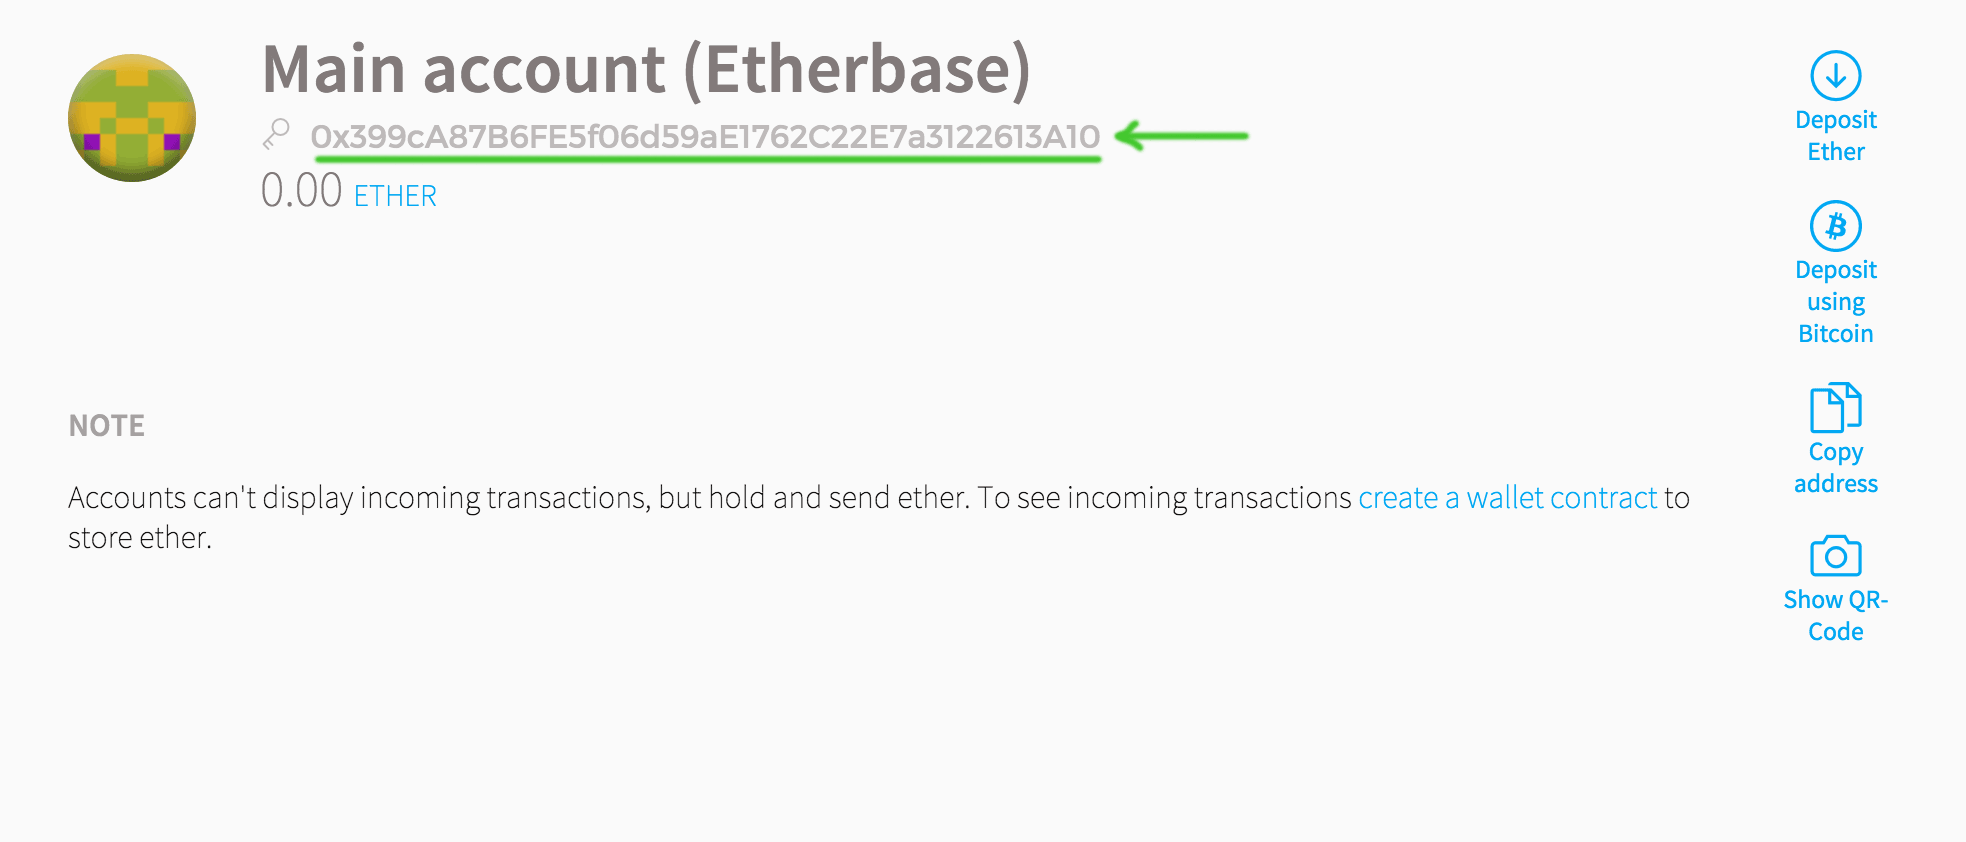 Main account (Etherbase)
0x399cA87B6FE5f06d59aE1762C22E7a3122613A10
0.00 ETHER
Deposit
Ether
Deposit
using
Bitcoin
Copy
address
Show QR-
Code
NOTE
Accounts can't display incoming transactions, but hold and send ether. To see incoming transactions create a wallet contract to
store ether.